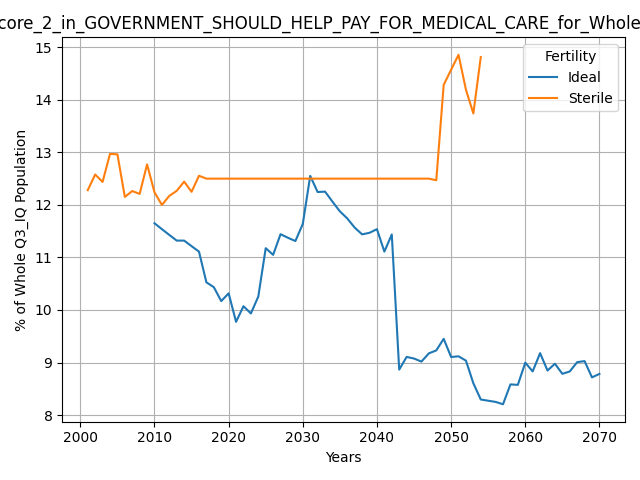 core_2_in_GOVERNMENT_SHOULD_HELP_PAY_FOR_MEDICAL_CARE_for_Whole
15
14
13
12
11
10
9
8
% of Whole Q3_IQ Population
Fertility
Ideal
Sterile
2000 2010 2020 2030 2040 2050 2060 2070
Years